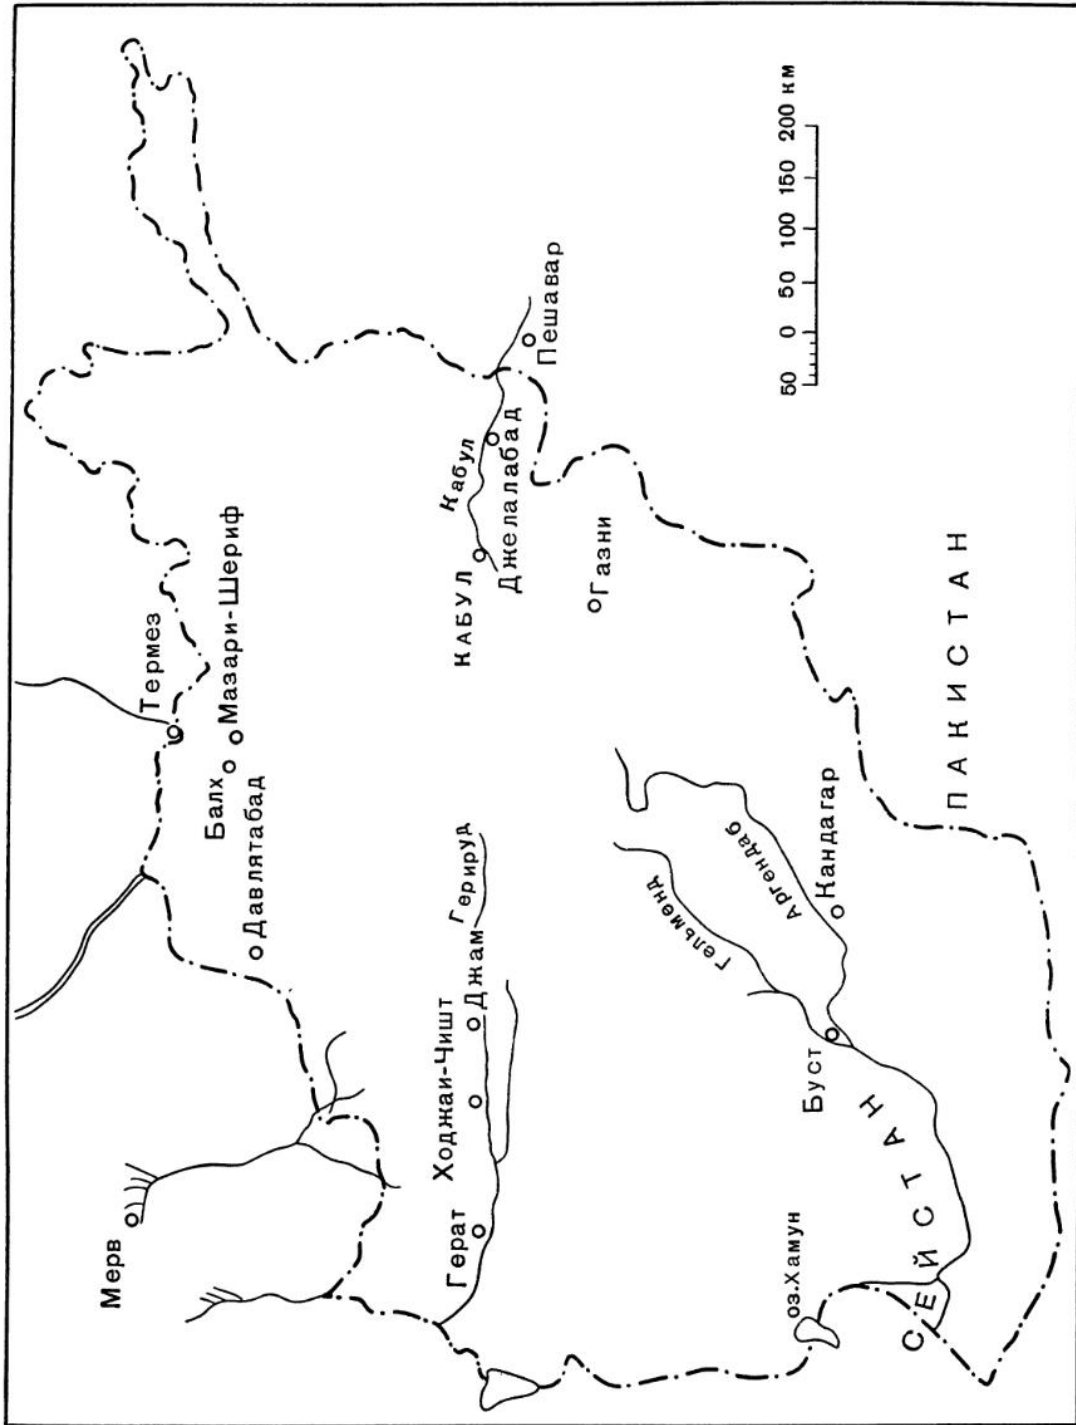 Мерв
Термез
Балх
Мазари-Шериф
Давлятабад
Герат
Ходжаи-Чишт
Джам
Герируд
КАБУЛ
Кабул
Джелалабад
Пешавар
Газни
Гельменд
Аргендаб
Кандагар
Буст
оз.Хамун
СЕЙСТАН
ПАКИСТАН
50 0 50 100 150 200 км